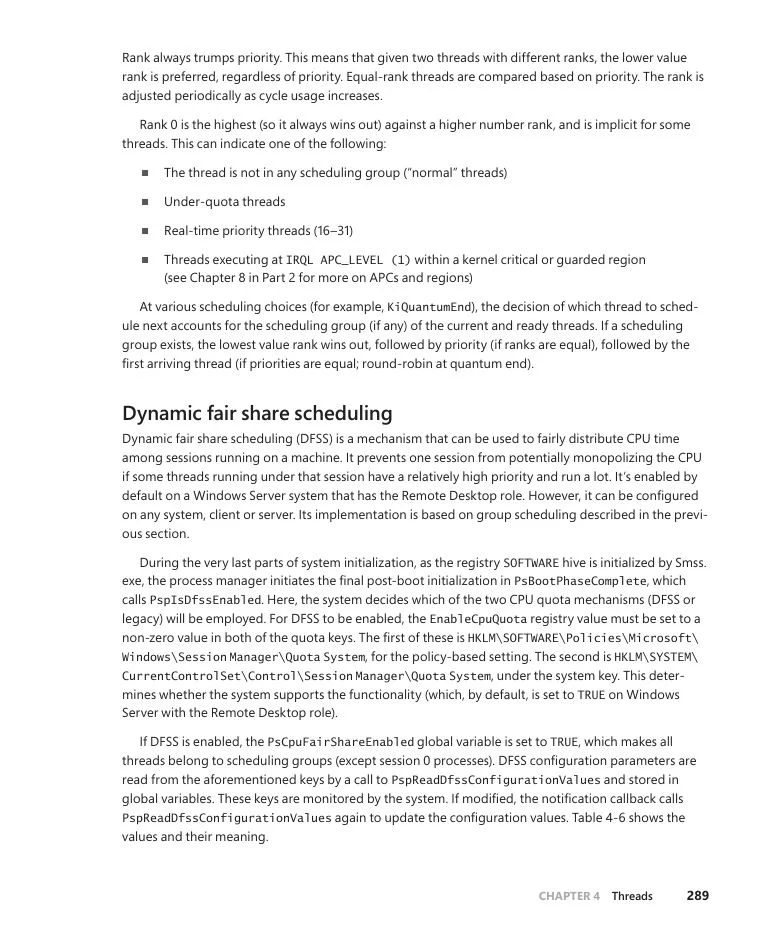 Rank always trumps priority. This means that given two threads with different ranks, the lower value
rank is preferred, regardless of priority. Equal-rank threads are compared based on priority. The rank is
adjusted periodically as cycle usage increases.
Rank 0 is the highest (so it always wins out) against a higher number rank, and is implicit for some
threads. This can indicate one of the following:
■ The thread is not in any scheduling group (“normal” threads)
■ Under-quota threads
■ Real-time priority threads (16–31)
■ Threads executing at IRQL APC_LEVEL (1) within a kernel critical or guarded region
(see Chapter 8 in Part 2 for more on APCs and regions)
At various scheduling choices (for example, KiQuantumEnd), the decision of which thread to sched-
ule next accounts for the scheduling group (if any) of the current and ready threads. If a scheduling
group exists, the lowest value rank wins out, followed by priority (if ranks are equal), followed by the
first arriving thread (if priorities are equal; round-robin at quantum end).
Dynamic fair share scheduling
Dynamic fair share scheduling (DFSS) is a mechanism that can be used to fairly distribute CPU time
among sessions running on a machine. It prevents one session from potentially monopolizing the CPU
if some threads running under that session have a relatively high priority and run a lot. It’s enabled by
default on a Windows Server system that has the Remote Desktop role. However, it can be configured
on any system, client or server. Its implementation is based on group scheduling described in the previ-
ous section.
During the very last parts of system initialization, as the registry SOFTWARE hive is initialized by Smss.
exe, the process manager initiates the final post-boot initialization in PsBootPhaseComplete, which
calls PspIsDfssEnabled. Here, the system decides which of the two CPU quota mechanisms (DFSS or
legacy) will be employed. For DFSS to be enabled, the EnableCpuQuota registry value must be set to a
non-zero value in both of the quota keys. The first of these is HKLM\SOFTWARE\Policies\Microsoft\
Windows\Session Manager\Quota System, for the policy-based setting. The second is HKLM\SYSTEM\
CurrentControlSet\Control\Session Manager\Quota System, under the system key. This deter-
mines whether the system supports the functionality (which, by default, is set to TRUE on Windows
Server with the Remote Desktop role).
If DFSS is enabled, the PsCpuFairShareEnabled global variable is set to TRUE, which makes all
threads belong to scheduling groups (except session 0 processes). DFSS configuration parameters are
read from the aforementioned keys by a call to PspReadDfssConfigurationValues and stored in
global variables. These keys are monitored by the system. If modified, the notification callback calls
PspReadDfssConfigurationValues again to update the configuration values. Table 4-6 shows the
values and their meaning.
CHAPTER 4 Threads 289